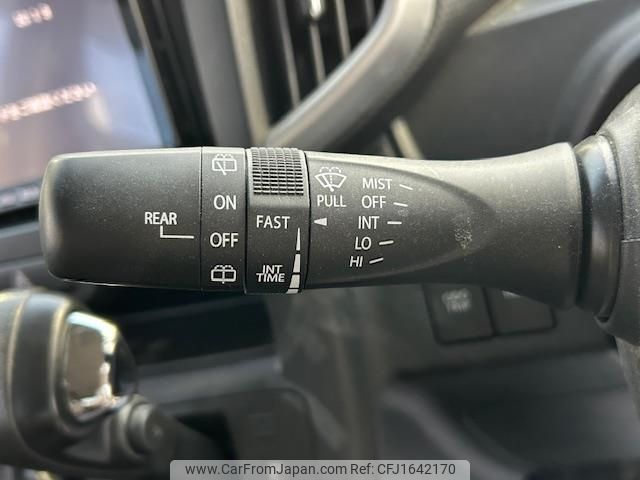 REAR
ON
OFF
FAST
INT
TIME
PULL
MIST
OFF
INT
LO
HI
www.CarFromJapan.com | Ref: CFJ1642170